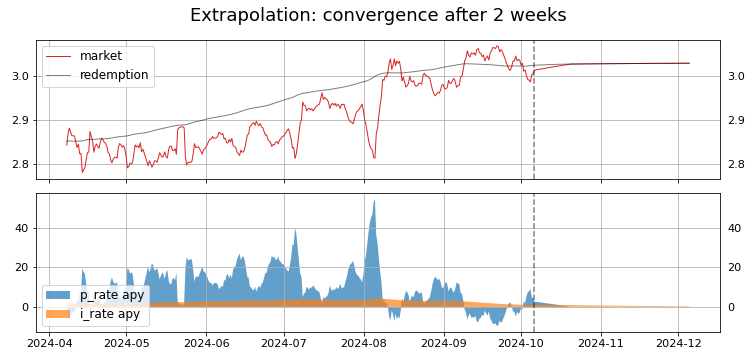 Extrapolation: convergence after 2 weeks
market
redemption
3.0
2.9
2.8
3.0
2.9
2.8
40
20
0
40
20
0
p_rate apy
i_rate apy
2024-04 2024-05 2024-06 2024-07 2024-08 2024-09 2024-10 2024-11 2024-12